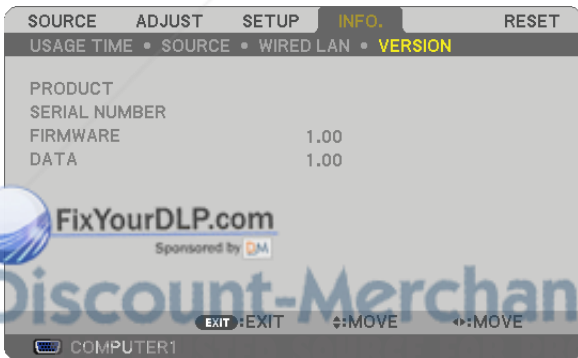 SOURCE ADJUST SETUP INFO. RESET
USAGE TIME • SOURCE • WIRED LAN • VERSION
PRODUCT
SERIAL NUMBER
FIRMWARE 1.00
DATA 1.00
FixYourDLP.com
Sponsored by DM
Discount-Merchan
EXIT :EXIT :MOVE :MOVE
COMPUTER1